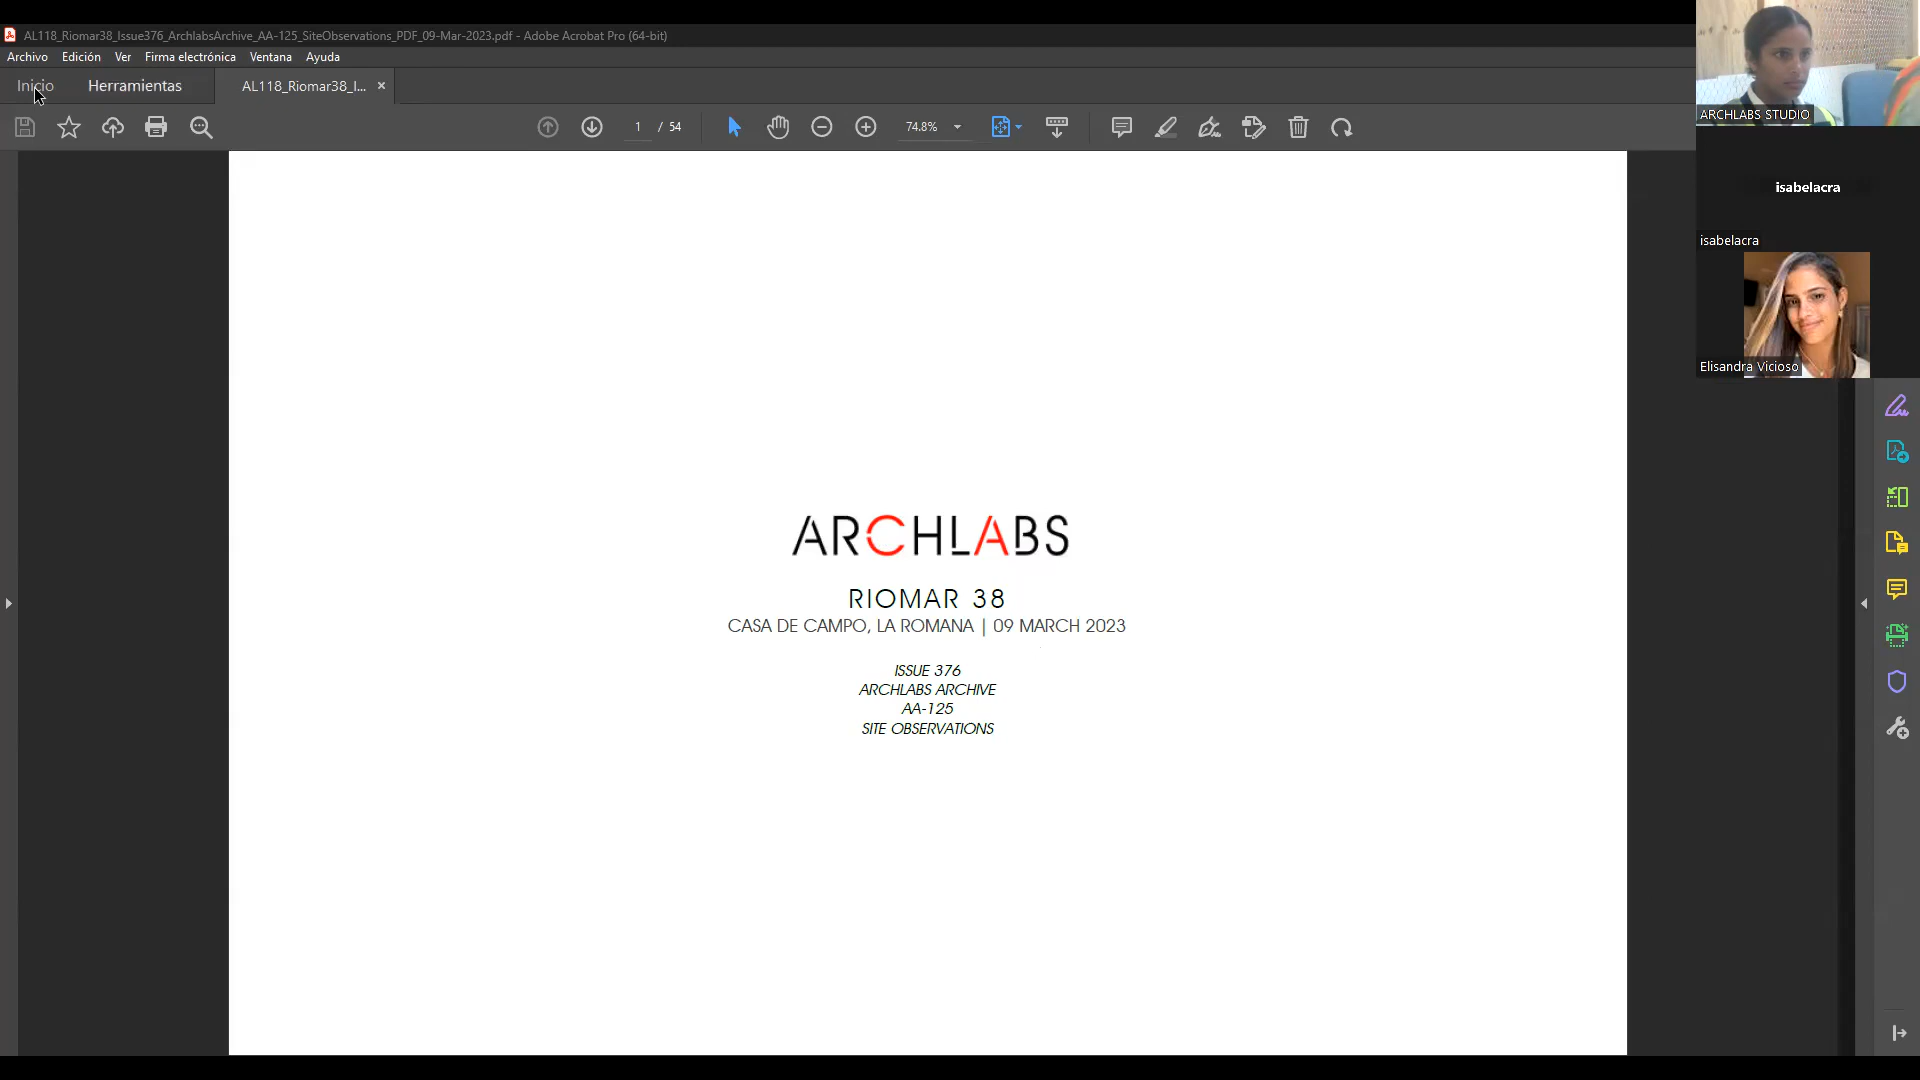 AL118_Riomar38_Issue376_ArchlabsArchive_AA-125_SiteObservations_PDF_09-Mar-2023.pdf - Adobe Acrobat Pro (64-bit)
Archivo Edición Ver Firma electrónica Ventana Ayuda
Inicio Herramientas AL118_Riomar38_I... ×
1 / 54 74.8%
ARCHLABS STUDIO
isabelacra
isabelacra
Elisandra Vicioso
ARCHLABS
RIOMAR 38
CASA DE CAMPO, LA ROMANA | 09 MARCH 2023
ISSUE 376
ARCHLABS ARCHIVE
AA-125
SITE OBSERVATIONS